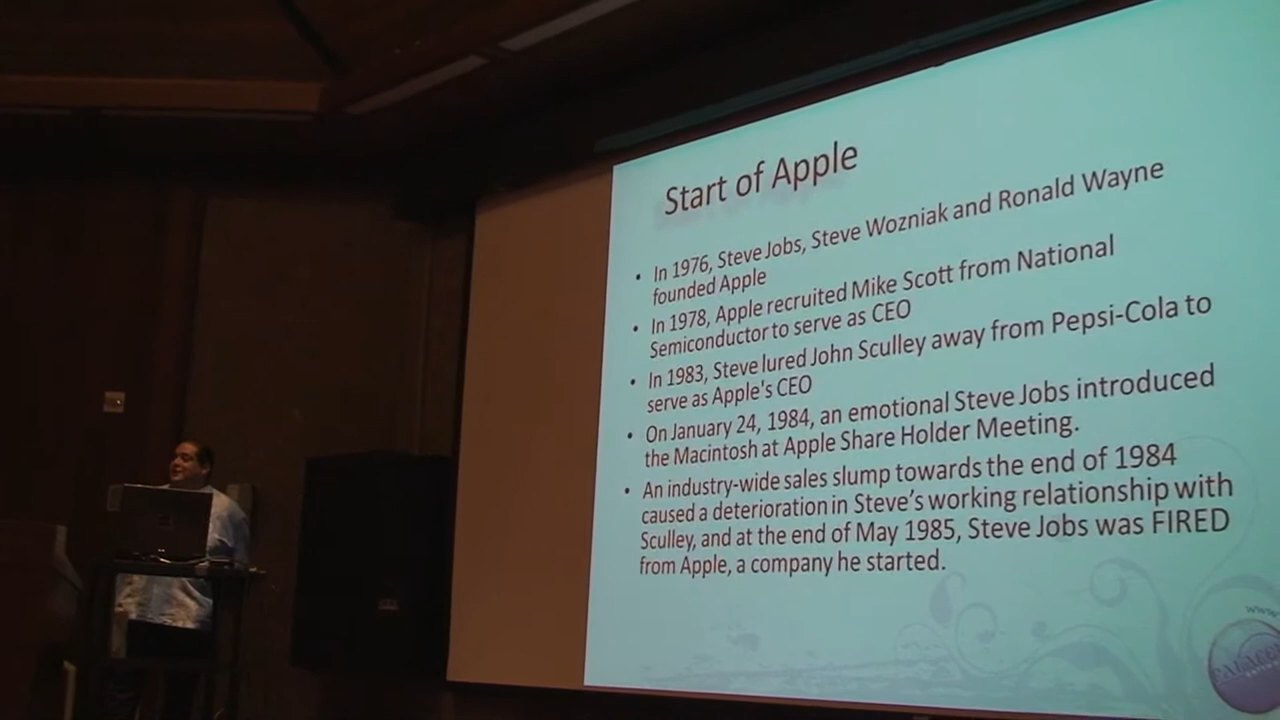 Start of Apple
• In 1976, Steve Jobs, Steve Wozniak and Ronald Wayne
founded Apple
• In 1978, Apple recruited Mike Scott from National
Semiconductor to serve as CEO
• In 1983, Steve lured John Sculley away from Pepsi-Cola to
serve as Apple's CEO
• On January 24, 1984, an emotional Steve Jobs introduced
the Macintosh at Apple Share Holder Meeting.
• An industry-wide sales slump towards the end of 1984
caused a deterioration in Steve's working relationship with
Sculley, and at the end of May 1985, Steve Jobs was FIRED
from Apple, a company he started.